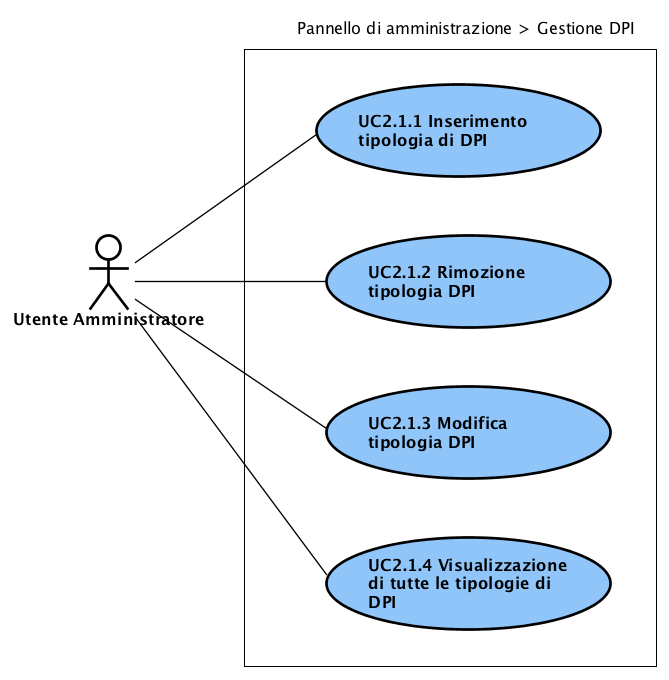 Pannello di amministrazione > Gestione DPI
UC2.1.1 Inserimento
tipologia di DPI
UC2.1.2 Rimozione
tipologia DPI
Utente Amministratore
UC2.1.3 Modifica
tipologia DPI
UC2.1.4 Visualizzazione
di tutte le tipologie di
DPI